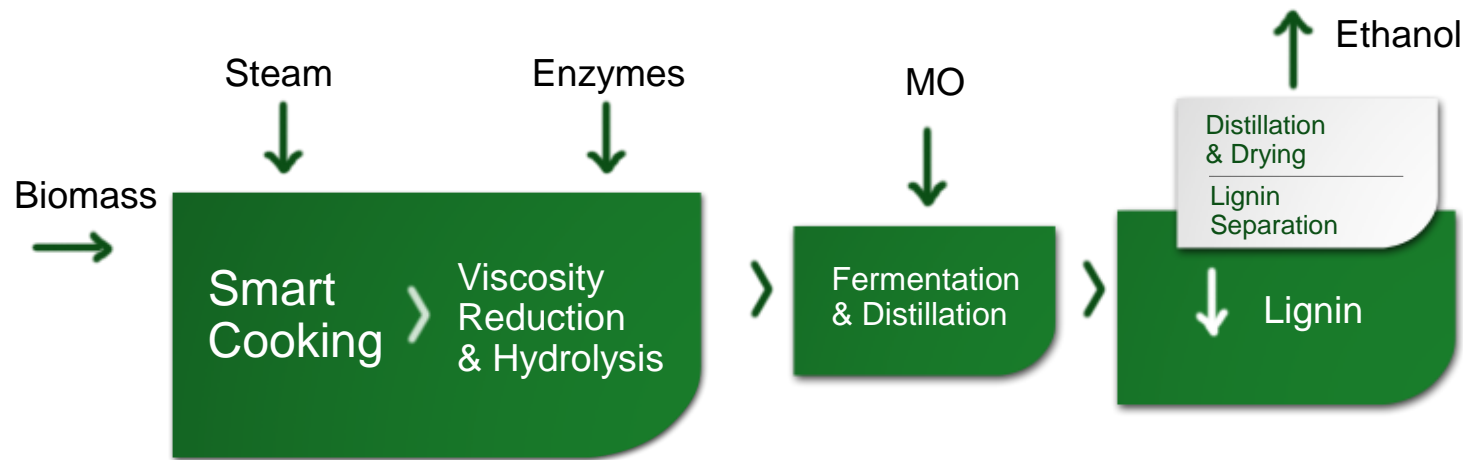 Ethanol
Steam
Enzymes
MO
Distillation
& Drying
Biomass
Lignin
Separation
Smart
Cooking
Viscosity
Reduction
& Hydrolysis
Fermentation
& Distillation
Lignin